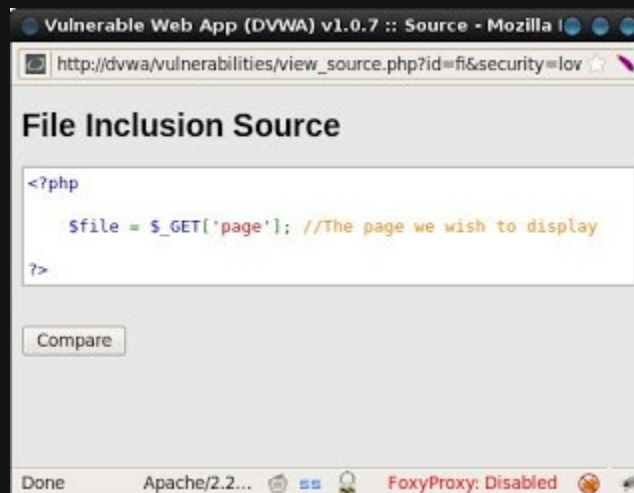 Vulnerable Web App (DVWA) v1.0.7 :: Source - Mozilla
http://dvwa/vulnerabilities/view_source.php?id=fi&security=low
File Inclusion Source
<?php
$file = $_GET['page']; //The page we wish to display
?>
Compare
Done Apache/2.2... FoxyProxy: Disabled